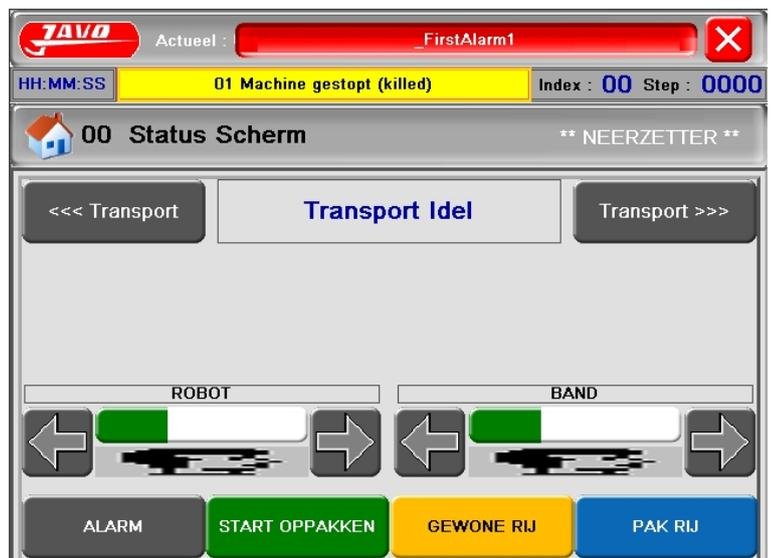 JAVO Actueel : _FirstAlarm1
HH:MM:SS 01 Machine gestopt (killed) Index : 00 Step : 0000
00 Status Scherm ** NEERZETTER **
<<< Transport Transport Idel Transport >>>
ROBOT BAND
ALARM START OPPAKKEN GEWONE RIJ PAK RIJ